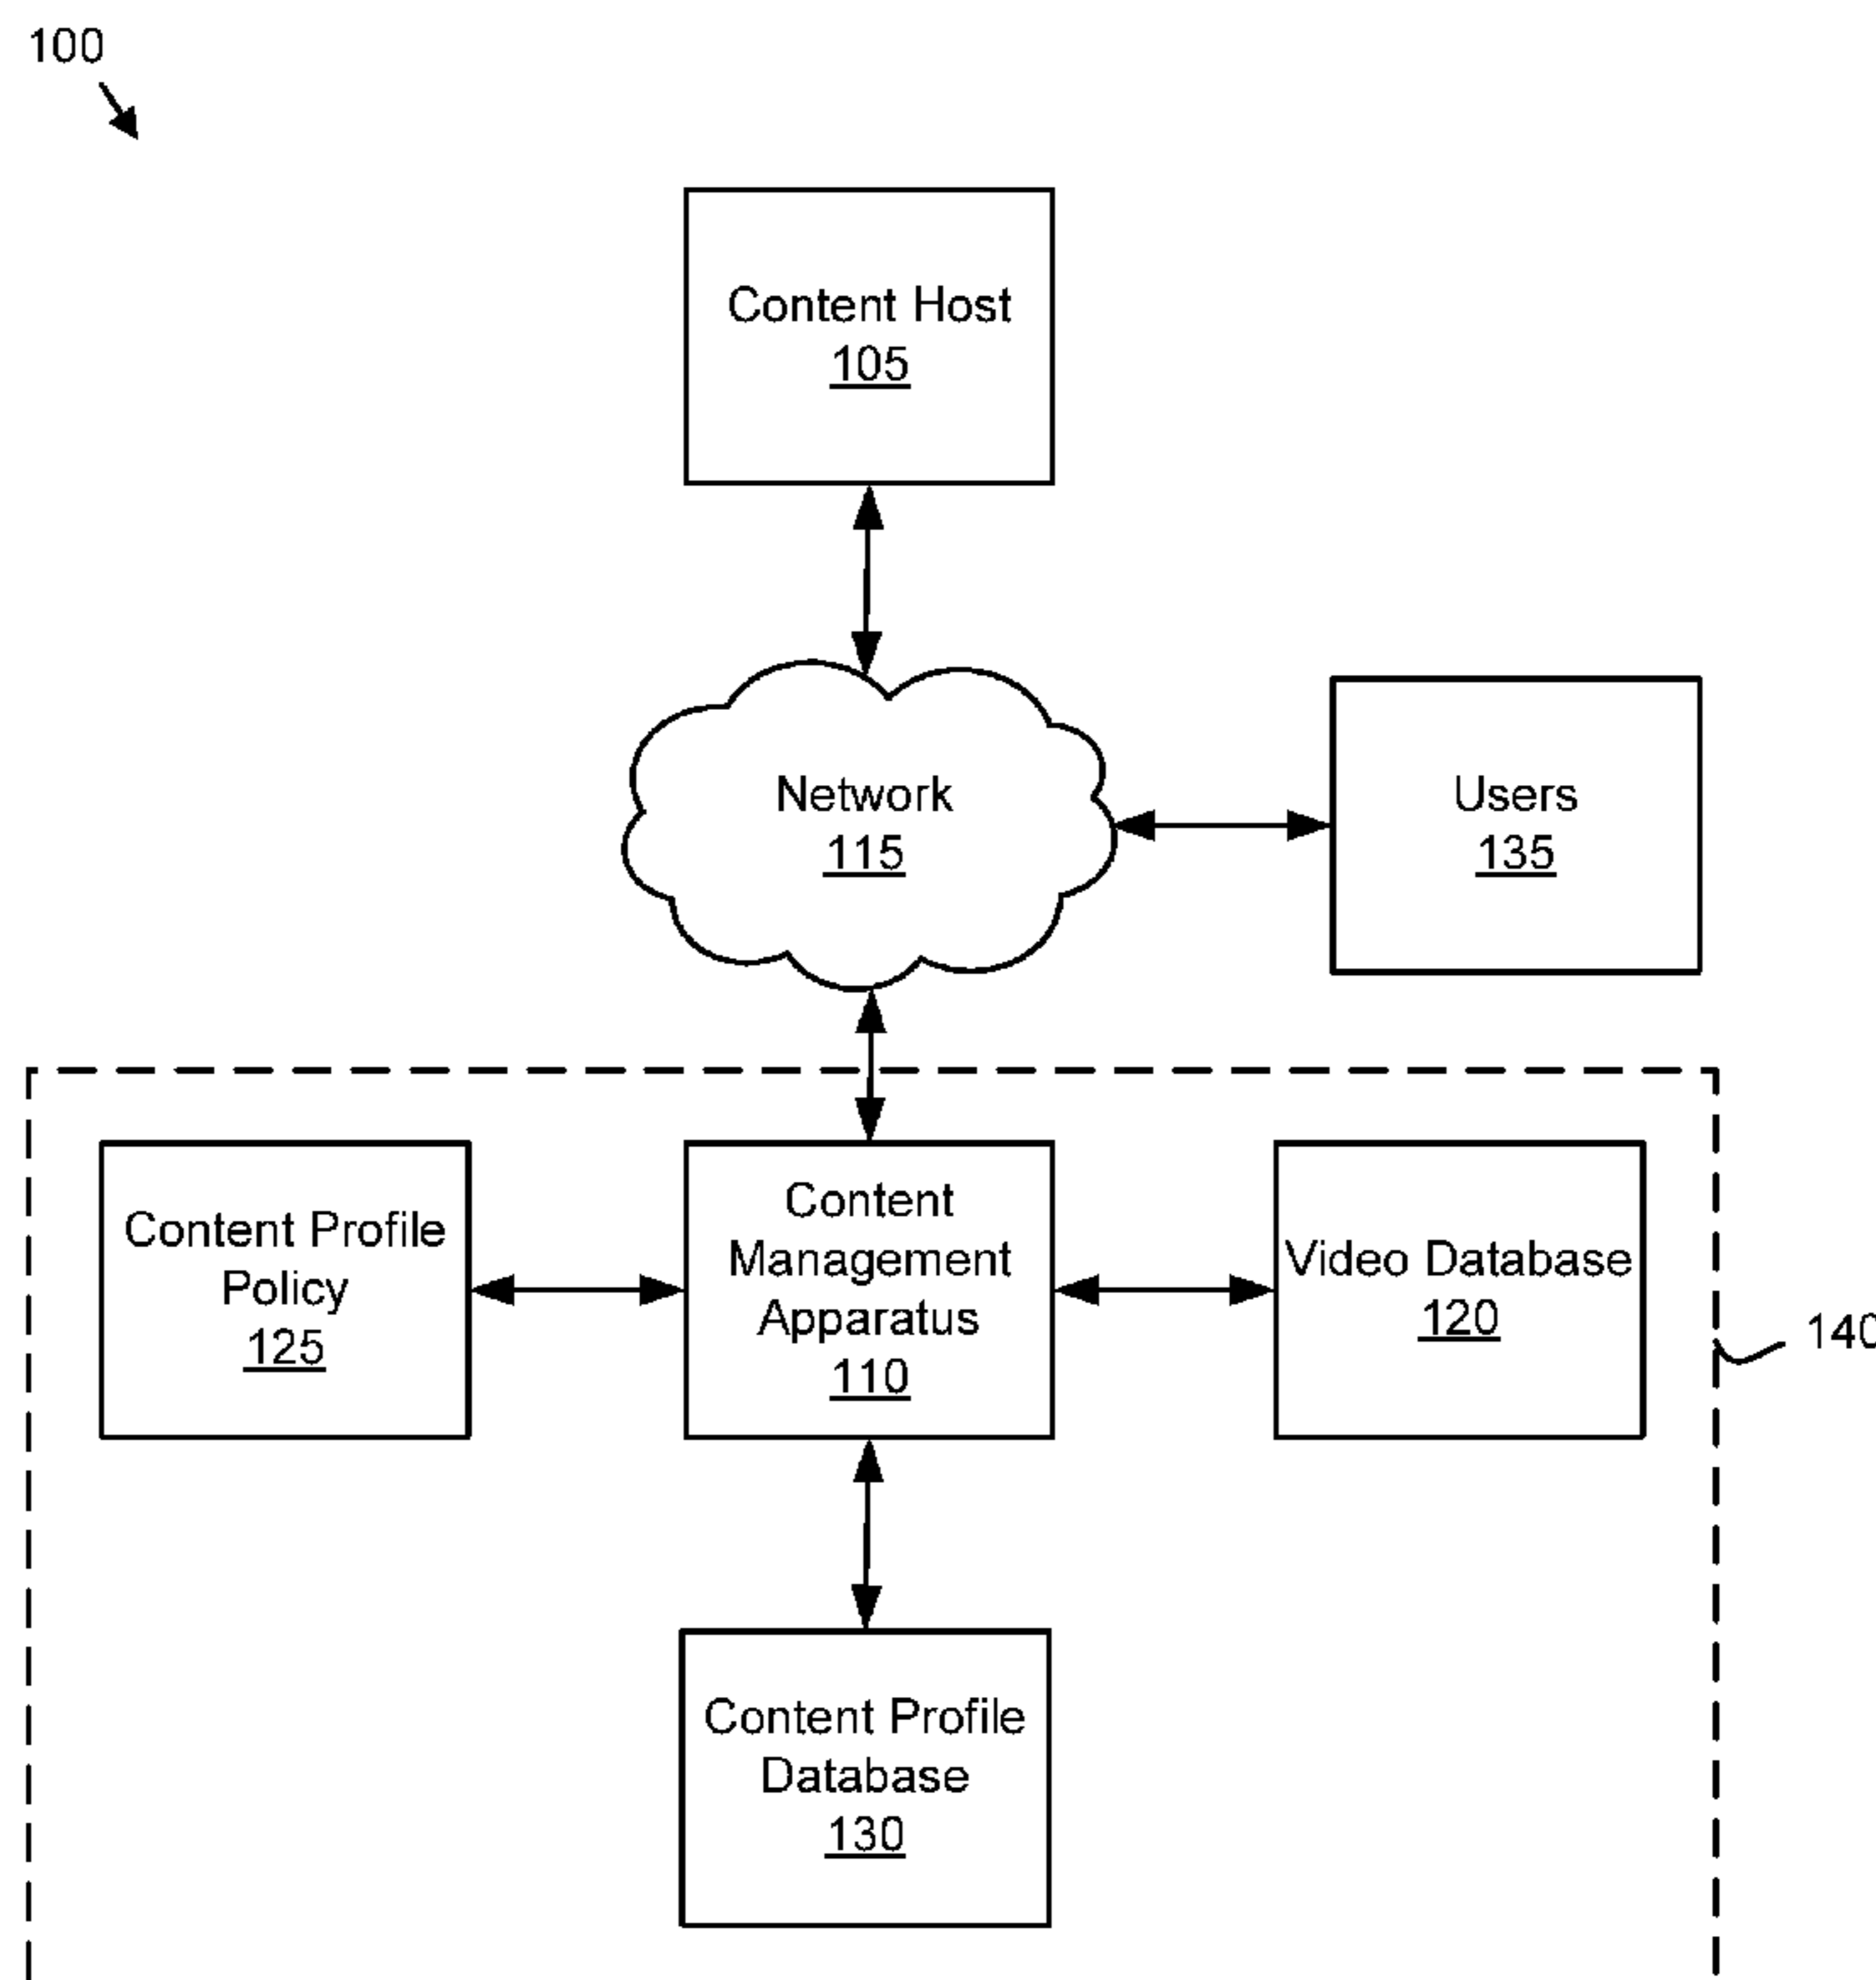 100
Content Host
105
Network
115
Users
135
Content Profile
Policy
125
Content
Management
Apparatus
110
Video Database
120
140
Content Profile
Database
130